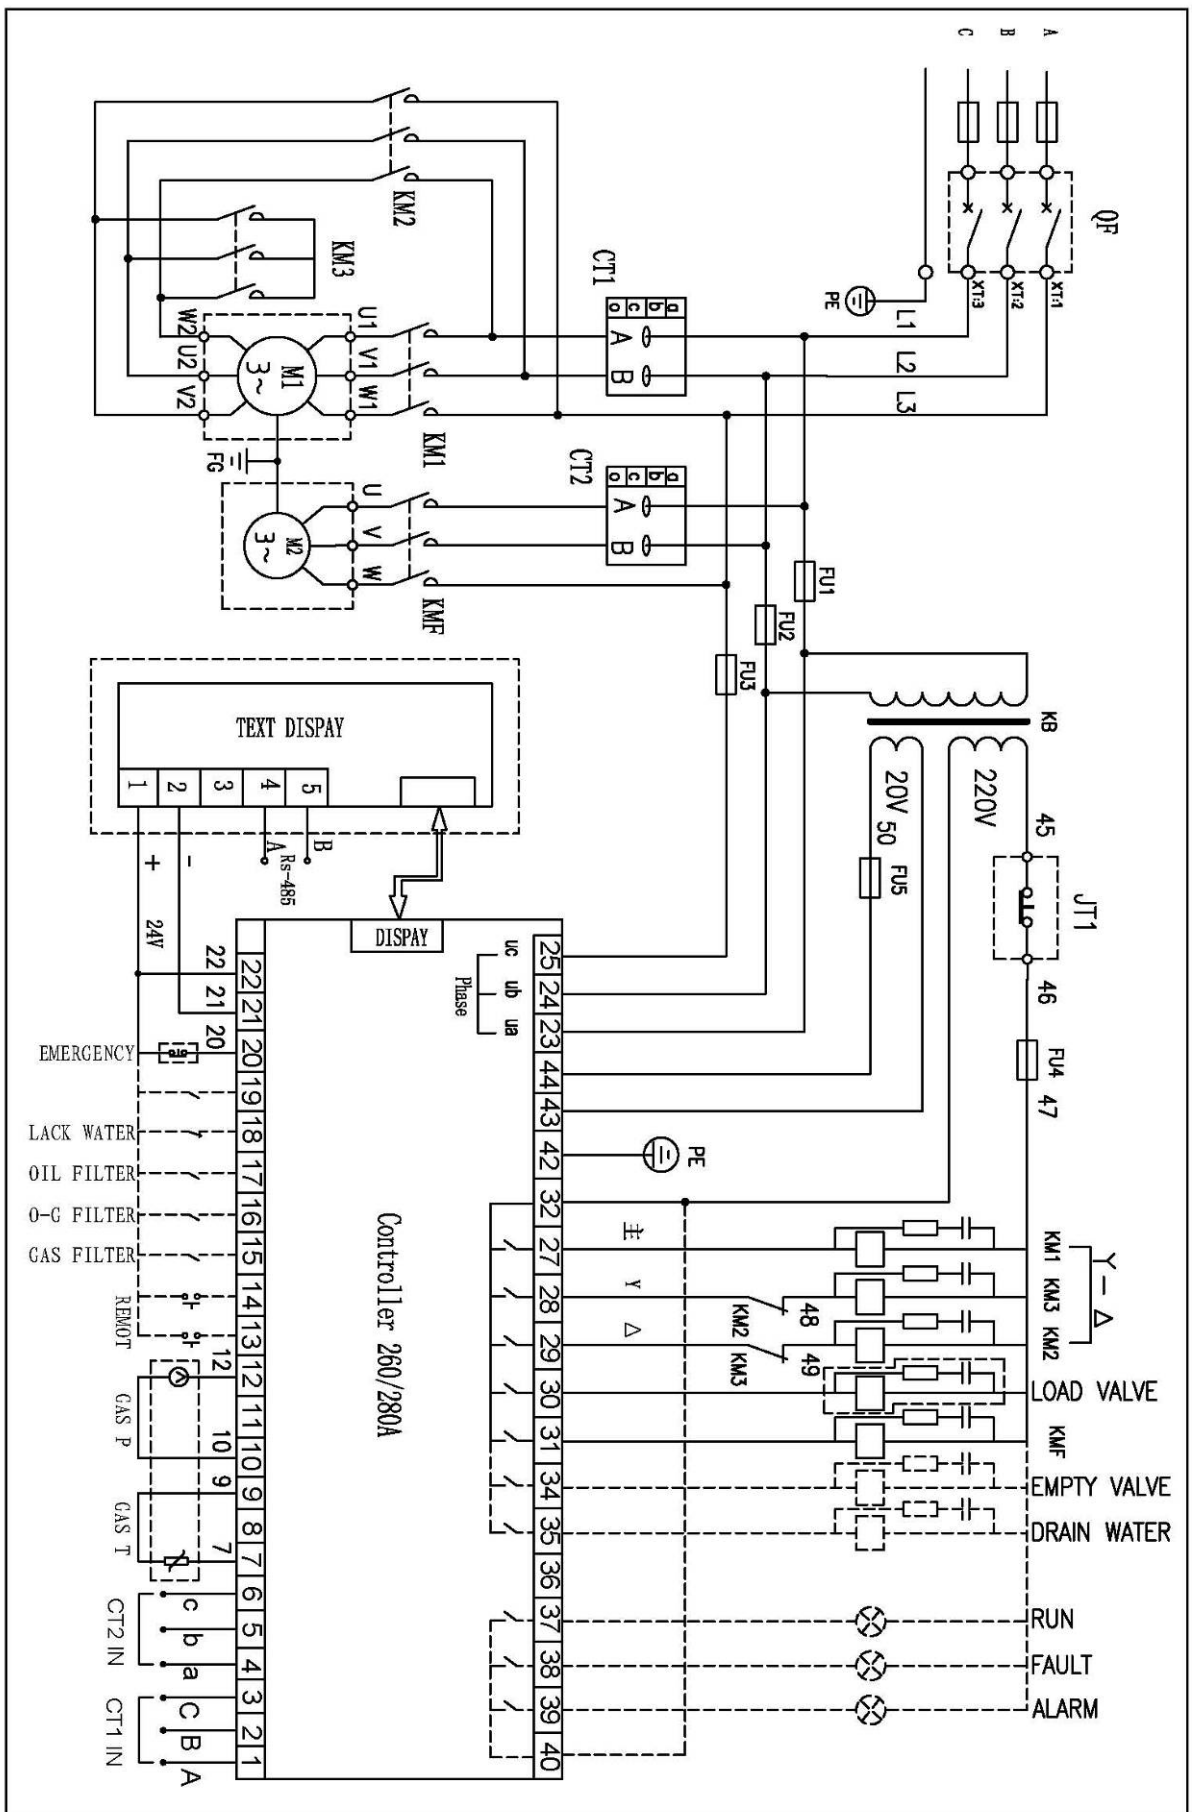 A
B
C
QF
XT:1
XT:2
XT:3
PE
L1
L2
L3
CT1
a
b
c
o
A
B
KM2
KM3
W2
U2
V2
M1
3~
U1
V1
W1
KM1
FG
CT2
a
b
c
o
A
B
M2
3~
U
V
W
KMF
FU1
FU2
FU3
KB
20V
220V
50
FU5
45
JT1
46
FU4
47
TEXT DISPAY
1
2
3
4
5
+
-
A
B
Rs-485
24V
DISPAY
uc
ub
ua
Phase
25
24
23
44
43
42
32
27
28
29
30
31
34
35
36
37
38
39
40
PE
主
Y
Δ
KM2
KM3
48
49
KM1
KM3
KM2
Y — Δ
LOAD VALVE
KMF
EMPTY VALVE
DRAIN WATER
RUN
FAULT
ALARM
Controller 260/280A
22
21
20
22
21
20
19
18
17
16
15
14
13
12
11
10
9
8
7
6
5
4
3
2
1
EMERGENCY
LACK WATER
OIL FILTER
O-G FILTER
GAS FILTER
REMOT
12
10
GAS P
9
7
GAS T
c
b
a
CT2 IN
C
B
A
CT1 IN